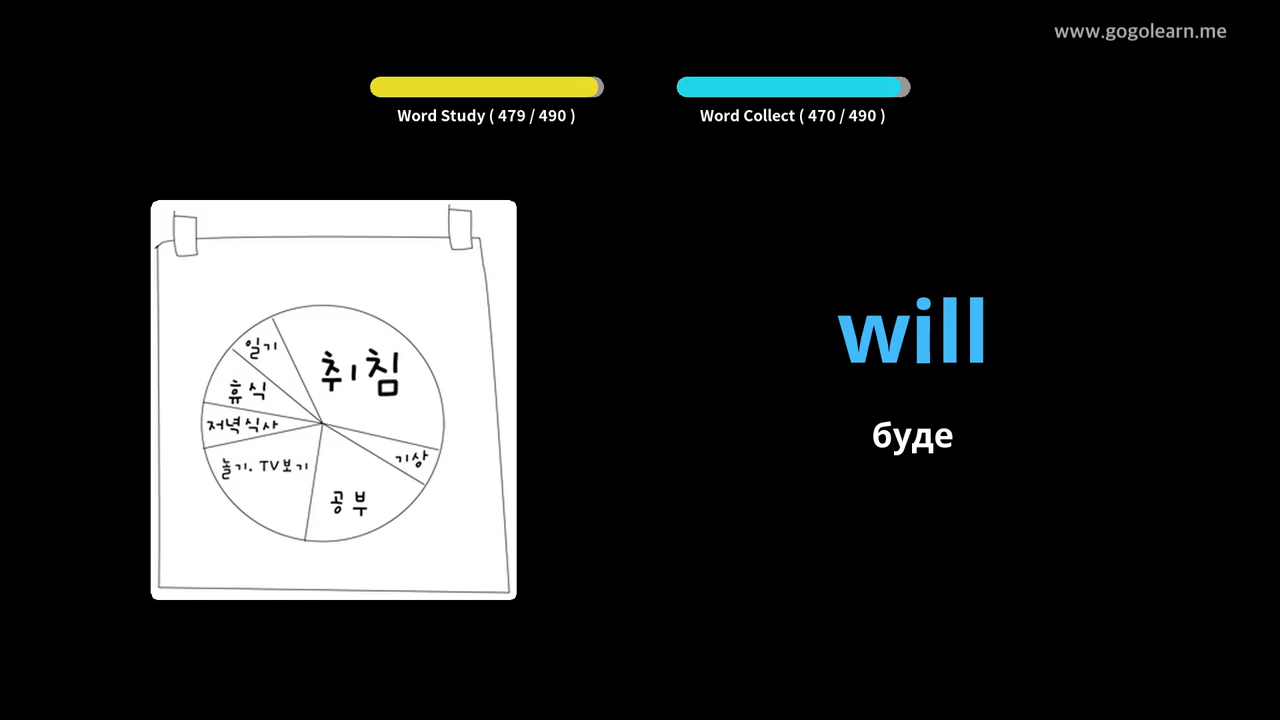 www.gogolearn.me
Word Study ( 479 / 490 )
Word Collect ( 470 / 490 )
일기
취침
휴식
저녁식사
놀기. TV보기
기상
공부
will
буде